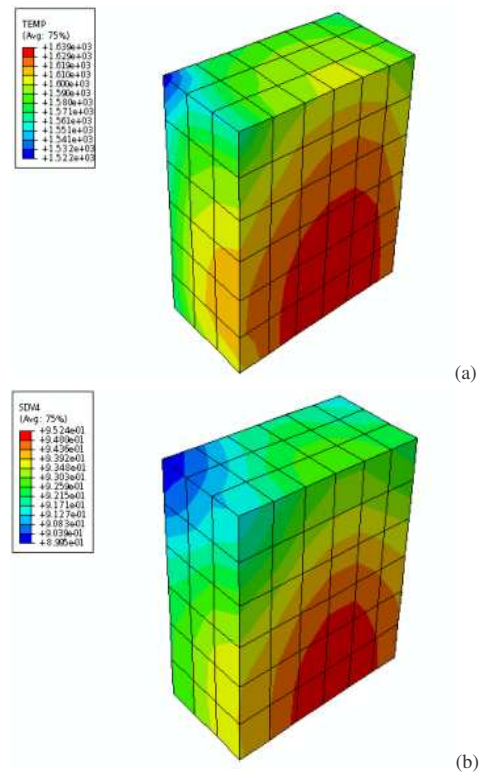 TEMP
(Avg: 75%)
+1.639e+03
+1.629e+03
+1.619e+03
+1.610e+03
+1.600e+03
+1.590e+03
+1.580e+03
+1.571e+03
+1.561e+03
+1.551e+03
+1.541e+03
+1.532e+03
+1.522e+03
(a)
SDV4
(Avg: 75%)
+9.524e-01
+9.480e-01
+9.436e-01
+9.392e-01
+9.348e-01
+9.303e-01
+9.259e-01
+9.215e-01
+9.171e-01
+9.127e-01
+9.083e-01
+9.039e-01
+8.995e-01
(b)